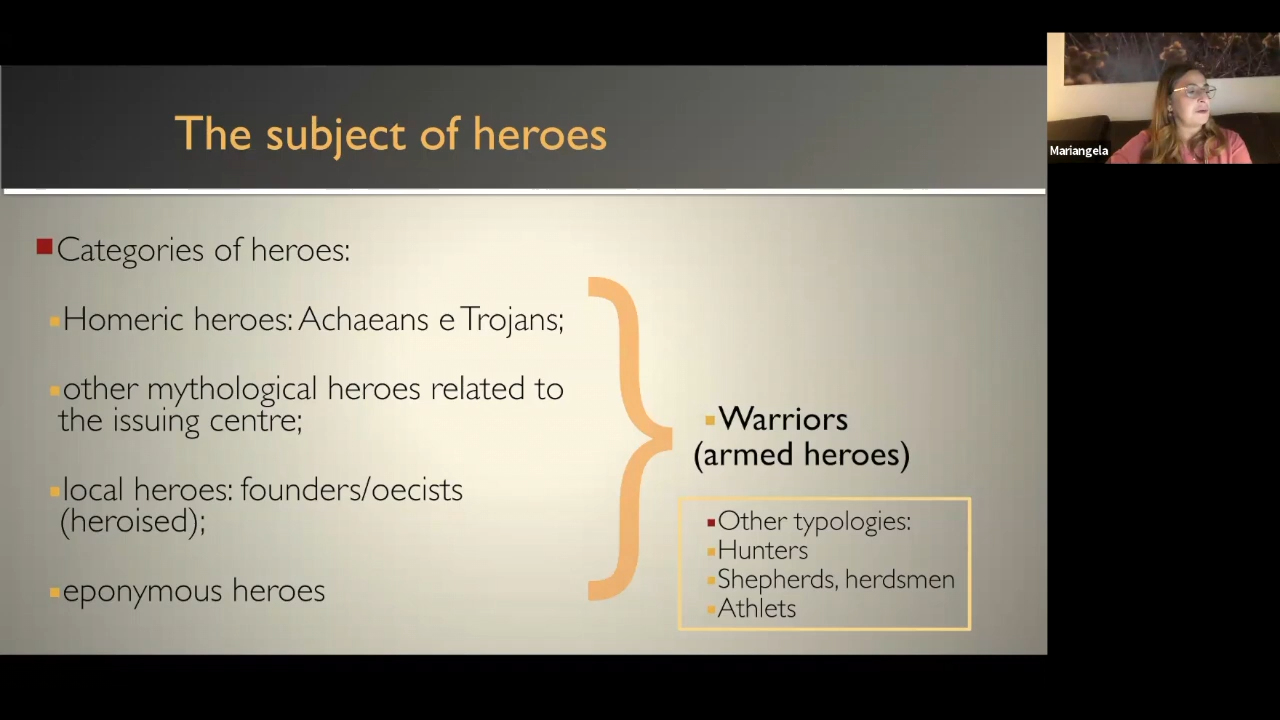 The subject of heroes
Mariangela
Categories of heroes:
Homeric heroes: Achaeans e Trojans;
other mythological heroes related to
the issuing centre;
local heroes: founders/oecists
(heroised);
eponymous heroes
Warriors
(armed heroes)
Other typologies:
Hunters
Shepherds, herdsmen
Athlets